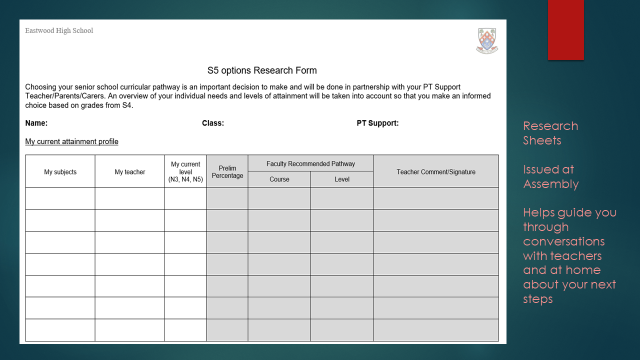 Eastwood High School
S5 options Research Form
Choosing your senior school curricular pathway is an important decision to make and will be done in partnership with your PT Support
Teacher/Parents/Carers. An overview of your individual needs and levels of attainment will be taken into account so that you make an informed
choice based on grades from S4.
Name: Class: PT Support:
My current attainment profile
My subjects
My teacher
My current
level
(N3, N4, N5)
Prelim
Percentage
Faculty Recommended Pathway
Course
Level
Teacher Comment/Signature
Research
Sheets
Issued at
Assembly
Helps guide you
through
conversations
with teachers
and at home
about your next
steps